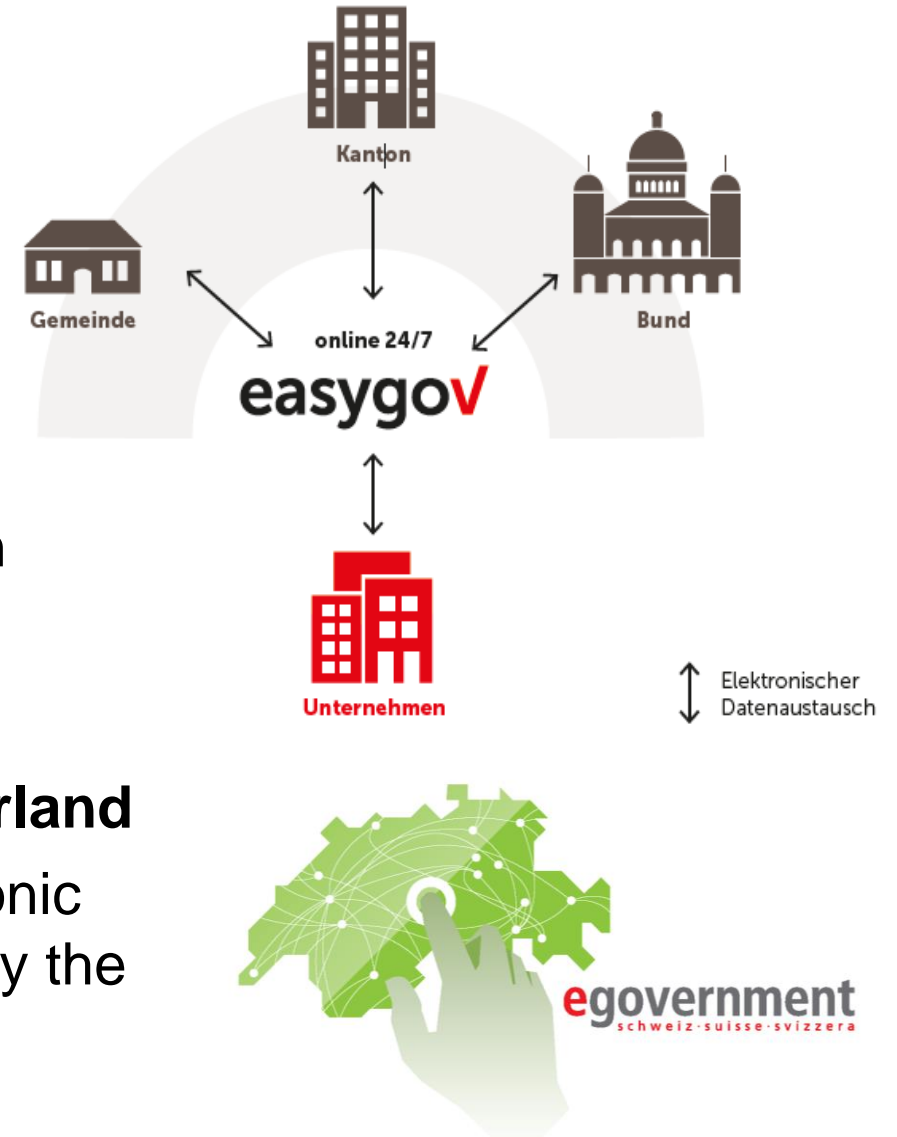 Kanton
Gemeinde
Bund
online 24/7
easygov
Unternehmen
Elektronischer
Datenaustausch
rland
onic
y the
egovernment
schweiz·suisse·svizzera